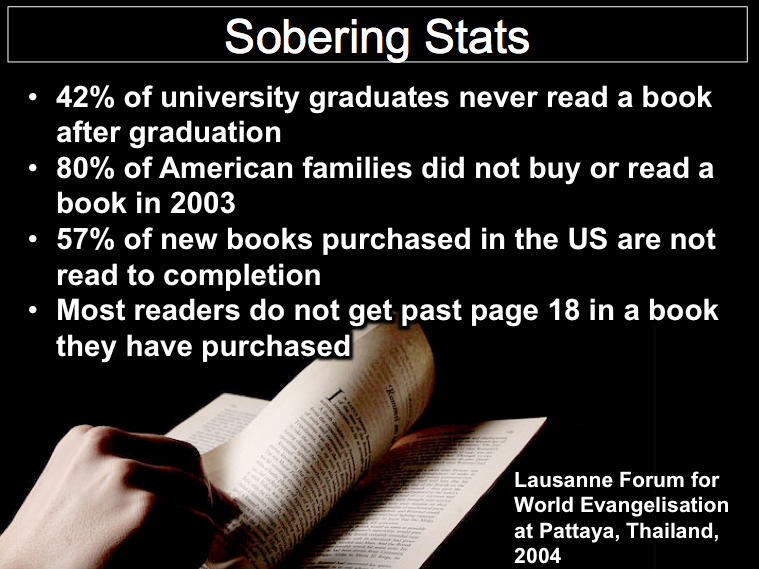 Sobering Stats
• 42% of university graduates never read a book
after graduation
• 80% of American families did not buy or read a
book in 2003
• 57% of new books purchased in the US are not
read to completion
• Most readers do not get past page 18 in a book
they have purchased
Lausanne Forum for
World Evangelisation
at Pattaya, Thailand,
2004